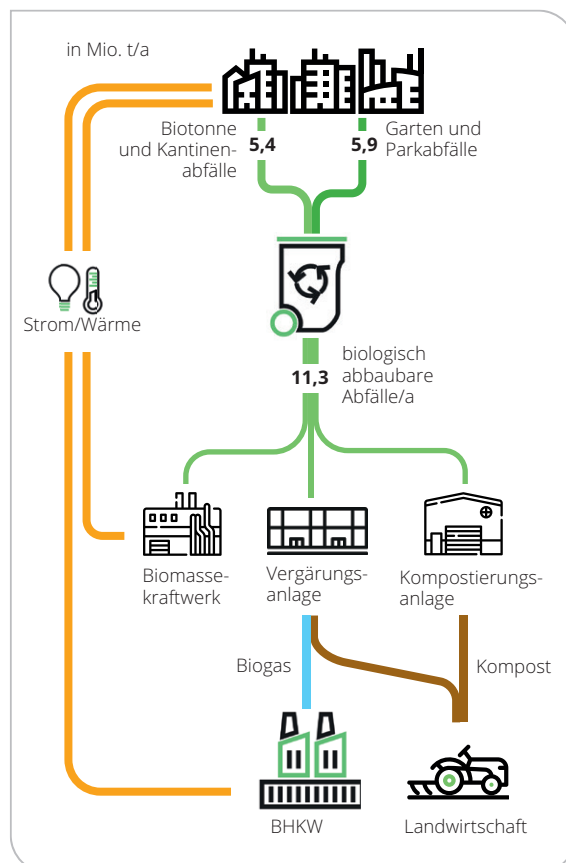 in Mio. t/a
Biotonne
und Kantinen-
abfälle
5,4
5,9
Garten und
Parkabfälle
Strom/Wärme
11,3
biologisch
abbaubare
Abfälle/a
Biomasse-
kraftwerk
Vergärungs-
anlage
Kompostierungs-
anlage
Biogas
Kompost
BHKW
Landwirtschaft